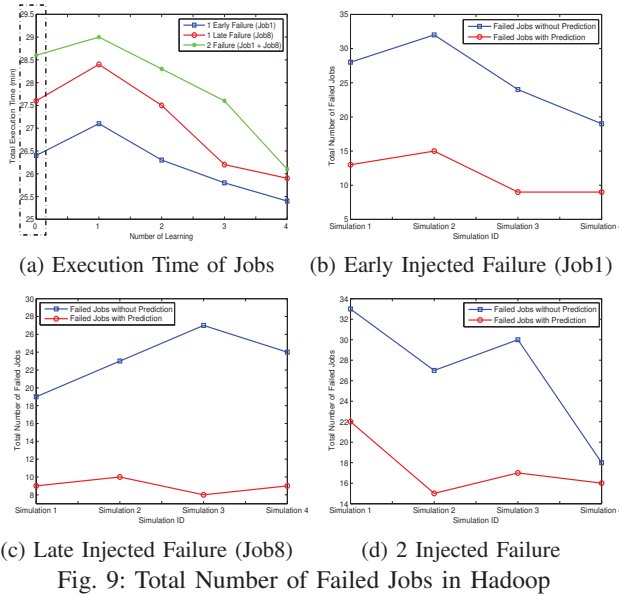 29.5
29
28.5
28
27.5
27
26.5
26
25.5
25
Total Execution Time (min)
0
1
2
3
4
Number of Learning
1 Early Failure (Job1)
1 Late Failure (Job8)
2 Failure (Job1 + Job8)
(a) Execution Time of Jobs
35
30
25
20
15
10
5
Total Number of Failed Jobs
Simulation 1
Simulation 2
Simulation 3
Simulation 4
Simulation ID
Failed Jobs without Prediction
Failed Jobs with Prediction
(b) Early Injected Failure (Job1)
30
28
26
24
22
20
18
16
14
12
10
8
Total Number of Failed Jobs
Simulation 1
Simulation 2
Simulation 3
Simulation 4
Simulation ID
Failed Jobs without Prediction
Failed Jobs with Prediction
(c) Late Injected Failure (Job8)
34
32
30
28
26
24
22
20
18
16
14
Total Number of Failed Jobs
Simulation 1
Simulation 2
Simulation 3
Simulation 4
Simulation ID
Failed Jobs without Prediction
Failed Jobs with Prediction
(d) 2 Injected Failure
Fig. 9: Total Number of Failed Jobs in Hadoop